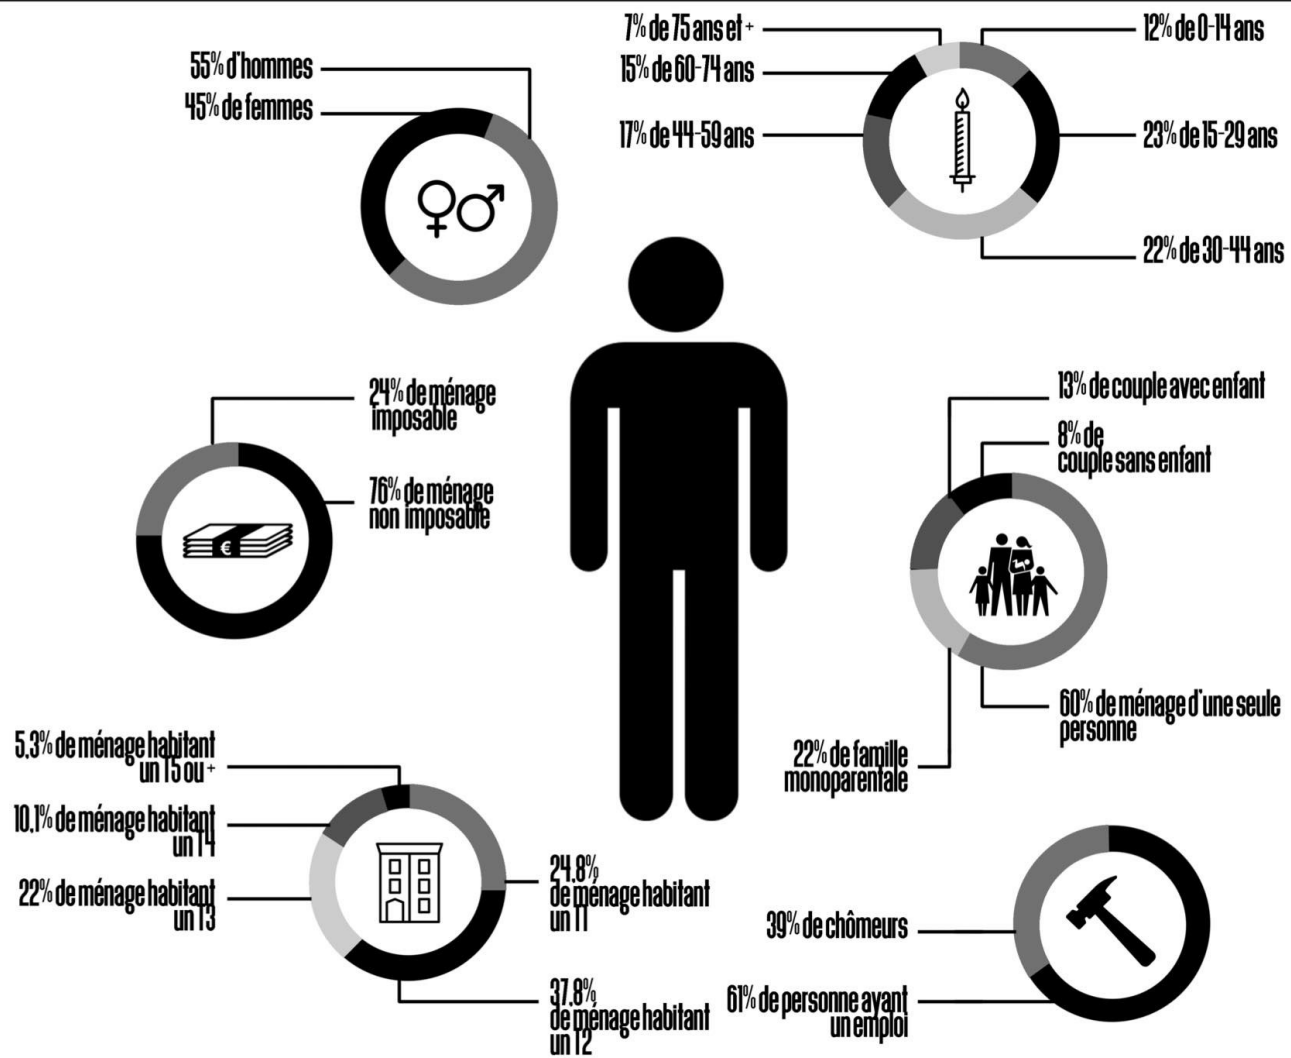 55% d'hommes
45% de femmes
7% de 75 ans et +
15% de 60-74 ans
17% de 44-59 ans
12% de 0-14 ans
23% de 15-29 ans
22% de 30-44 ans
24% de ménage
imposable
76% de ménage
non imposable
€
13% de couple avec enfant
8% de
couple sans enfant
60% de ménage d'une seule
personne
22% de famille
monoparentale
5,3% de ménage habitant
un T5 ou +
10,1% de ménage habitant
un T4
22% de ménage habitant
un T3
24,8%
de ménage habitant
un T1
37,8%
de ménage habitant
un T2
39% de chômeurs
61% de personne ayant
un emploi